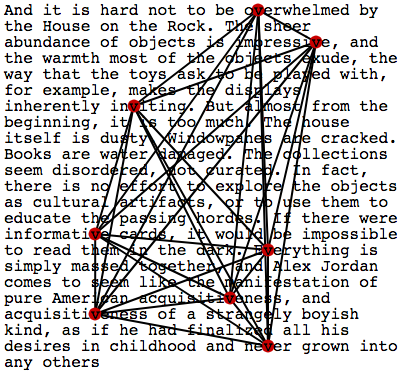 And it is hard not to be overwhelmed by
the House on the Rock. The sheer
abundance of objects is impressive, and
the warmth most of the objects exude, the
way that the toys ask to be played with,
for example, makes the displays
inherently inviting. But almost from the
beginning, it is too much. The house
itself is dusty. Windowpanes are cracked.
Books are water damaged. The collections
seem disordered, not curated. In fact,
there is no effort to explore the objects
as cultural artifacts, or to use them to
educate the passing hordes. If there were
informative cards, it would be impossible
to read them in the dark. Everything is
simply massed together, and Alex Jordan
comes to seem like the manifestation of
pure American acquisitiveness, and
acquisitiveness of a strangely boyish
kind, as if he had finalized all his
desires in childhood and never grown into
any others